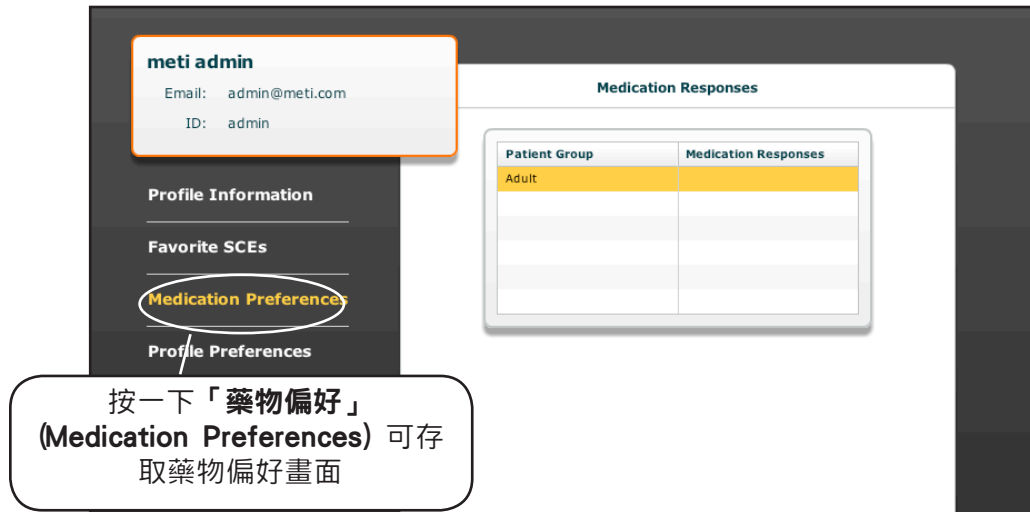 meti admin
Email: admin@meti.com
ID: admin
Medication Responses
Patient Group Medication Responses
Adult
Profile Information
Favorite SCEs
Medication Preferences
Profile Preferences
按一下「藥物偏好」
(Medication Preferences) 可存
取藥物偏好畫面